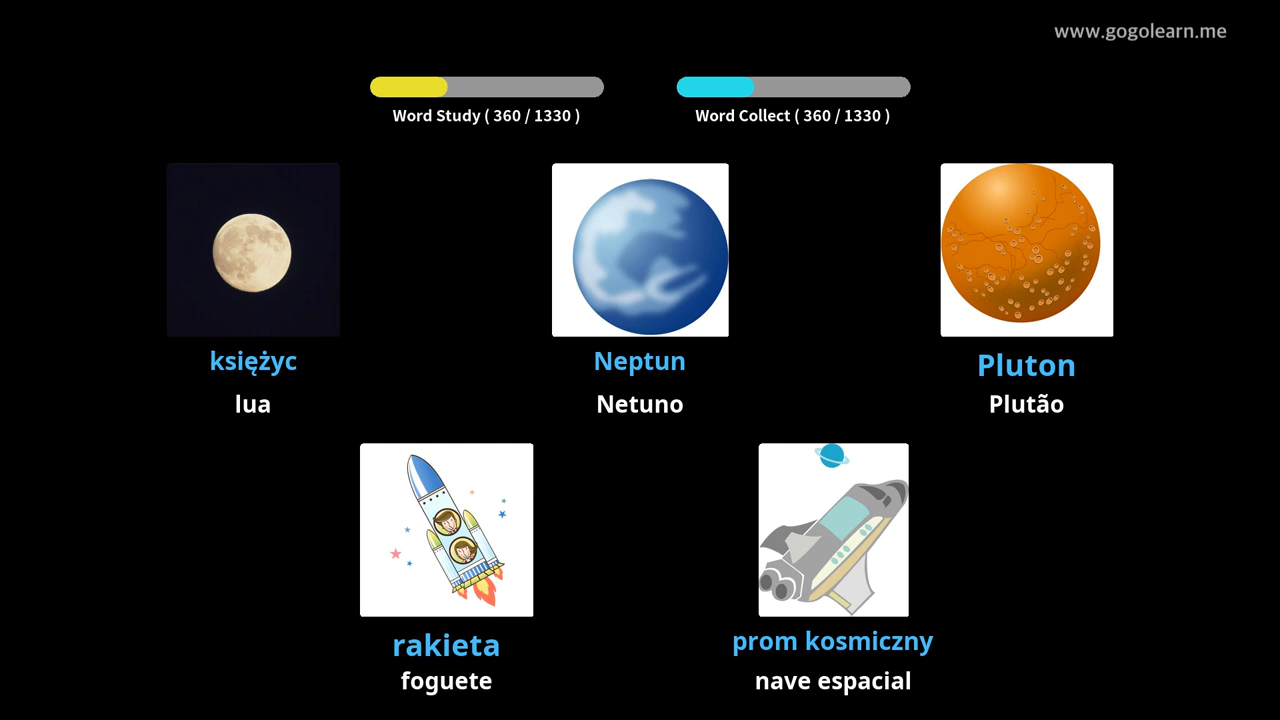 www.gogolearn.me
Word Study ( 360 / 1330 )
Word Collect ( 360 / 1330 )
księżyc
Neptun
Pluton
lua
Netuno
Plutão
rakieta
prom kosmiczny
foguete
nave espacial